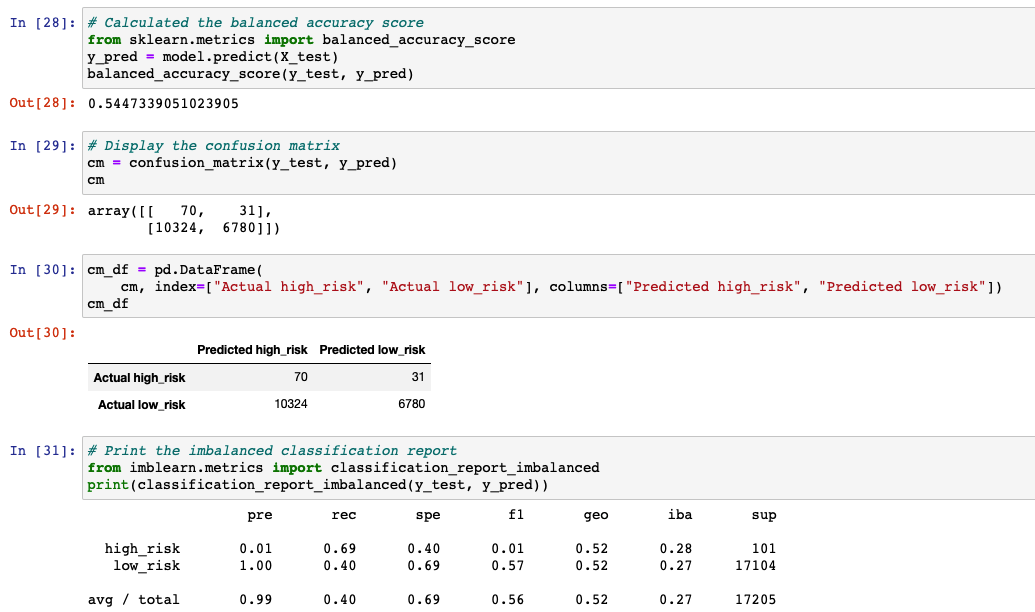 In [28]: # Calculated the balanced accuracy score
from sklearn.metrics import balanced_accuracy_score
y_pred = model.predict(X_test)
balanced_accuracy_score(y_test, y_pred)
Out[28]: 0.5447339051023905
In [29]: # Display the confusion matrix
cm = confusion_matrix(y_test, y_pred)
cm
Out[29]: array([[   70,    31],
       [10324,  6780]])
In [30]: cm_df = pd.DataFrame(
    cm, index=["Actual high_risk", "Actual low_risk"], columns=["Predicted high_risk", "Predicted low_risk"])
cm_df
Out[30]:
Predicted high_risk Predicted low_risk
Actual high_risk 70 31
Actual low_risk 10324 6780
In [31]: # Print the imbalanced classification report
from imblearn.metrics import classification_report_imbalanced
print(classification_report_imbalanced(y_test, y_pred))
pre rec spe f1 geo iba sup
high_risk 0.01 0.69 0.40 0.01 0.52 0.28 101
low_risk 1.00 0.40 0.69 0.57 0.52 0.27 17104
avg / total 0.99 0.40 0.69 0.56 0.52 0.27 17205